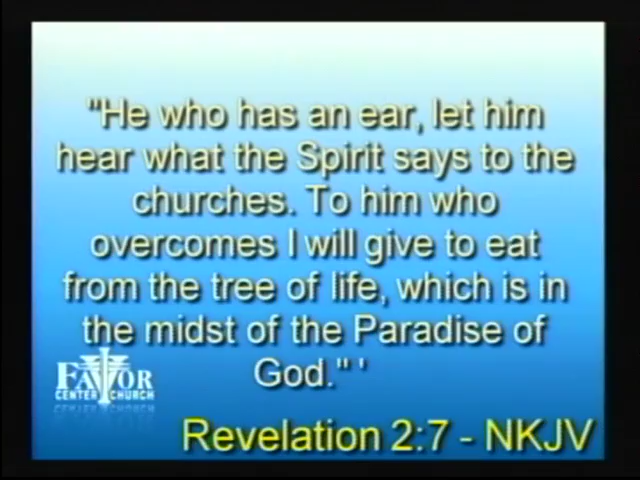 "He who has an ear, let him
hear what the Spirit says to the
churches. To him who
overcomes I will give to eat
from the tree of life, which is in
the midst of the Paradise of
God." '
FAVOR
CENTER CHURCH
Revelation 2:7 - NKJV